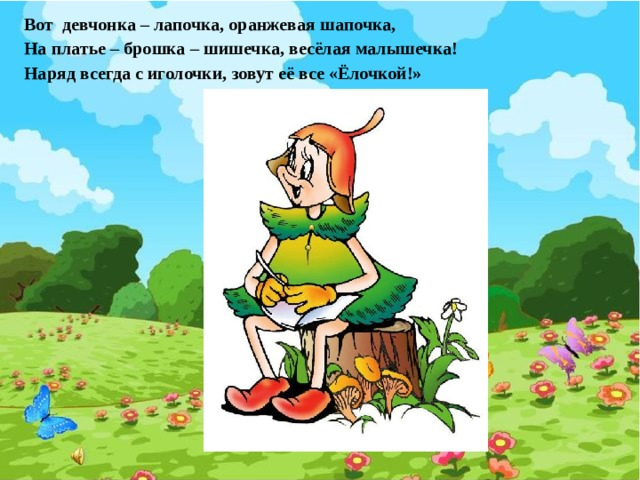 Вот девчонка – лапочка, оранжевая шапочка,
На платье – брошка – шишечка, весёлая малышечка!
Наряд всегда с иголочки, зовут её все «Ёлочкой!»